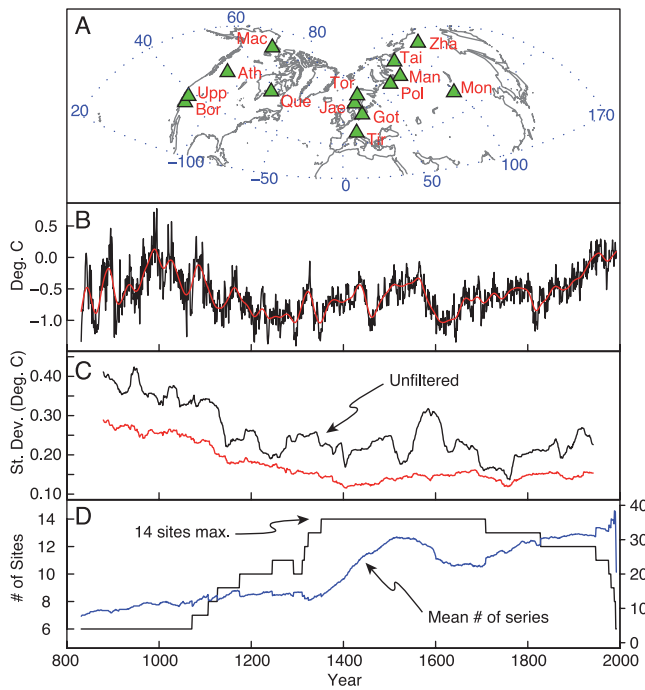 A
60
80
40
20
170
Mac
Zha
Tai
Ath
Tor
Man
Mon
Upp
Que
Pol
Bor
Jae
Got
Tir
-100
-50
0
50
100
B
Deg. C
0.5
0.0
-0.5
-1.0
C
St. Dev. (Deg. C)
0.40
0.30
0.20
0.10
Unfiltered
D
# of Sites
14
12
10
8
6
14 sites max.
Mean # of series
40
30
20
10
0
800
1000
1200
1400
1600
1800
2000
Year